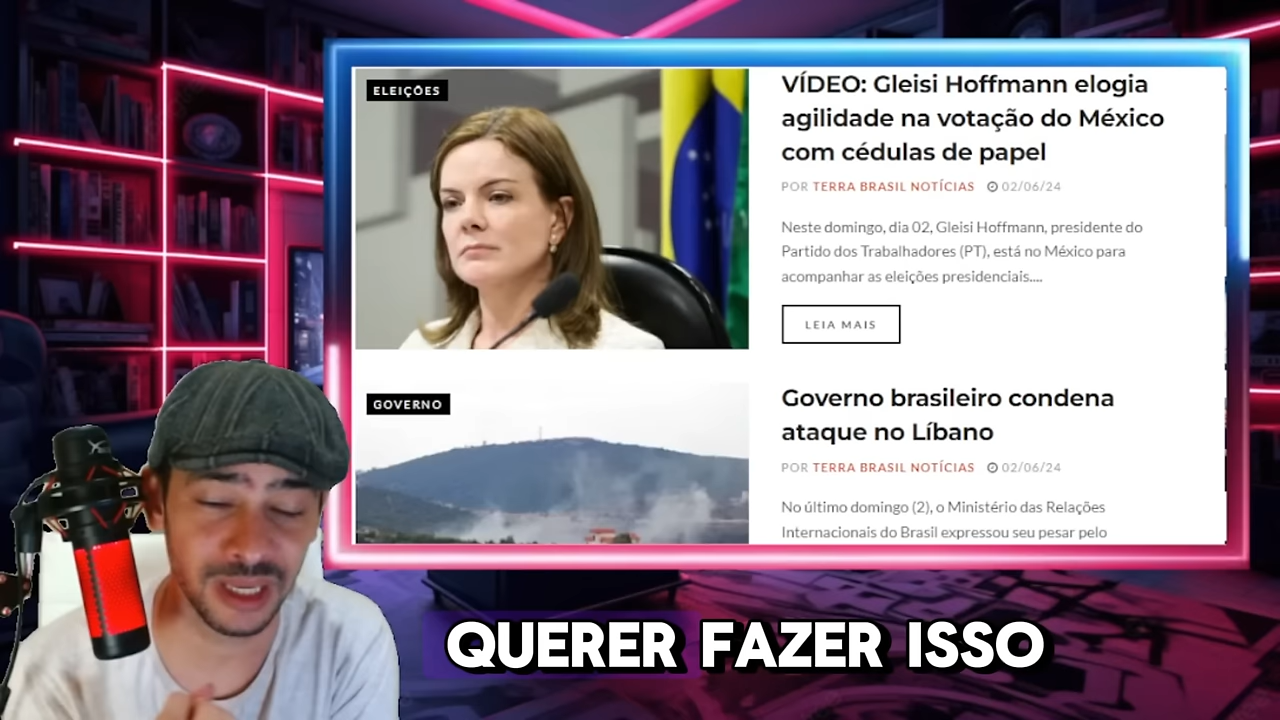 ELEIÇÕES
VÍDEO: Gleisi Hoffmann elogia
agilidade na votação do México
com cédulas de papel
POR TERRA BRASIL NOTÍCIAS 02/06/24
Neste domingo, dia 02, Gleisi Hoffmann, presidente do
Partido dos Trabalhadores (PT), está no México para
acompanhar as eleições presidenciais....
LEIA MAIS
GOVERNO
Governo brasileiro condena
ataque no Líbano
POR TERRA BRASIL NOTÍCIAS 02/06/24
No último domingo (2), o Ministério das Relações
Internacionais do Brasil expressou seu pesar pelo
QUERER FAZER ISSO